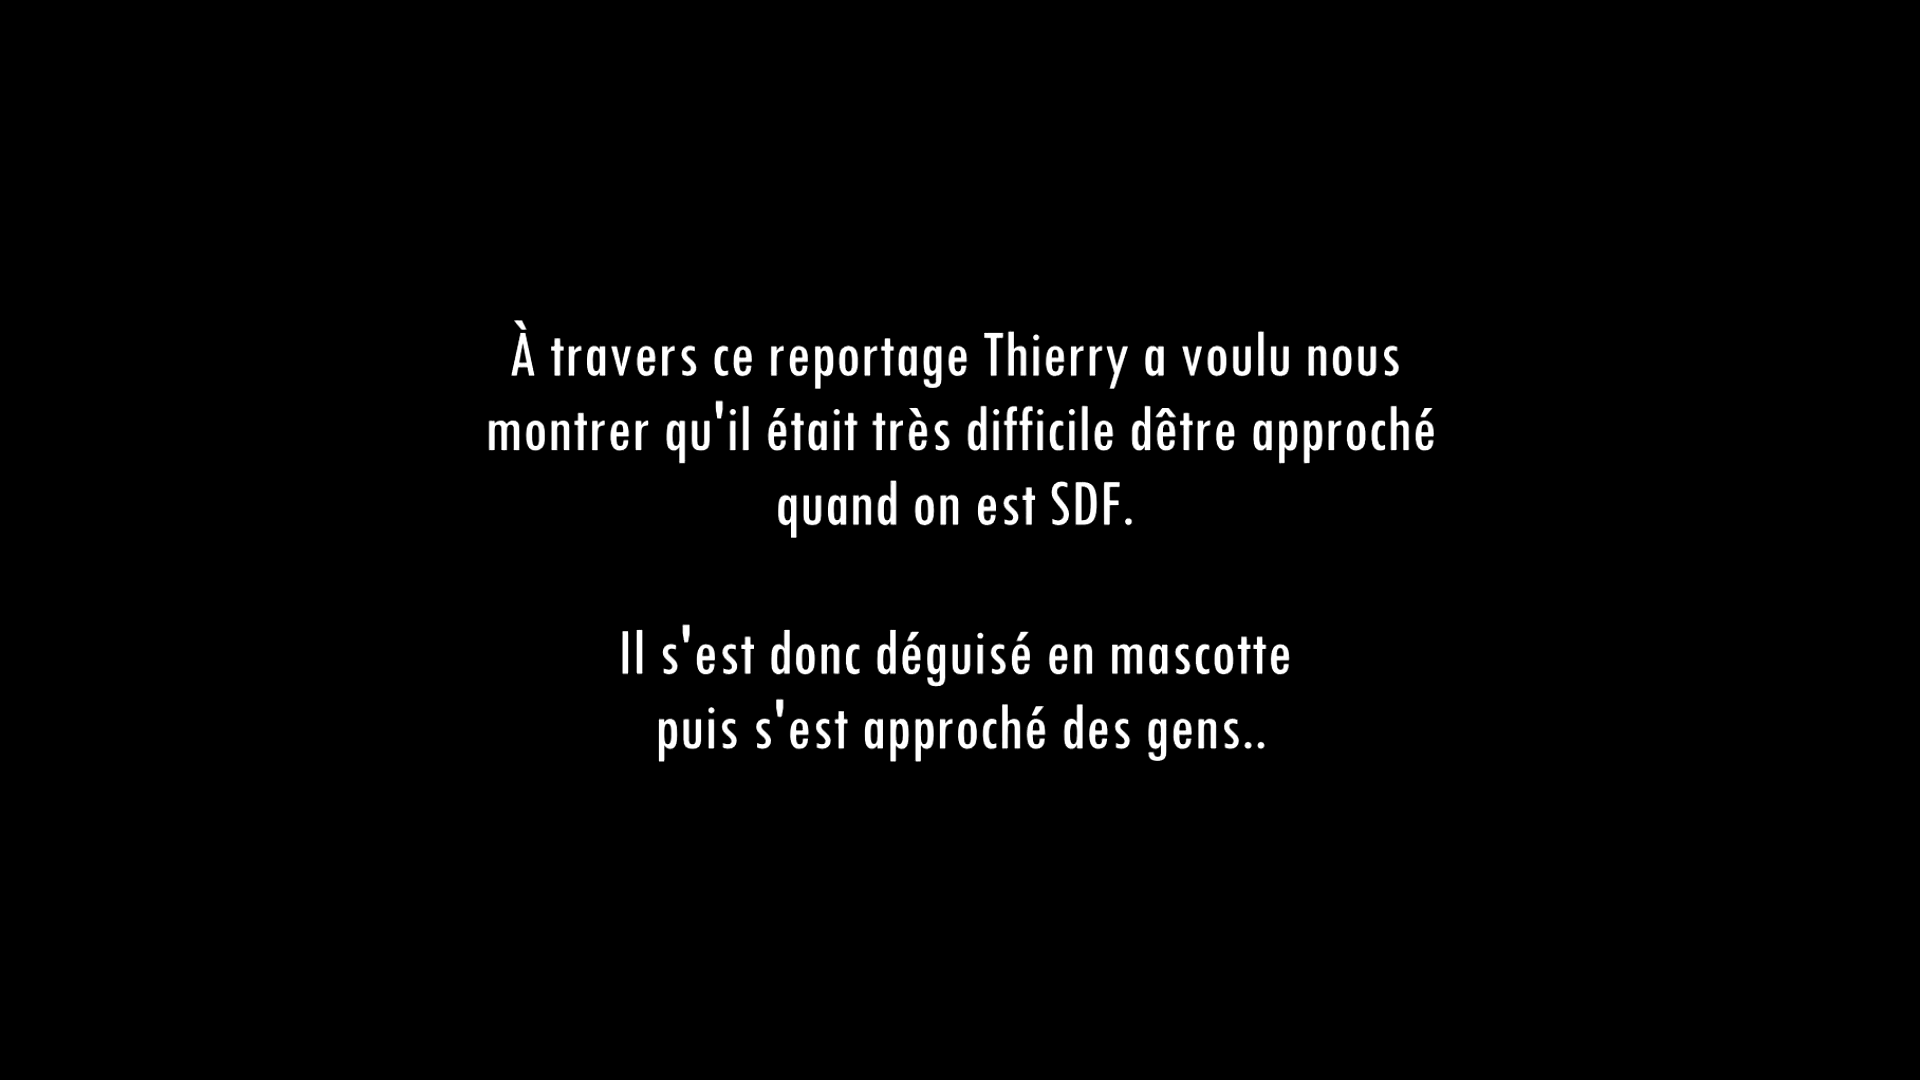 À travers ce reportage Thierry a voulu nous
montrer qu'il était très difficile dêtre approché
quand on est SDF.
Il s'est donc déguisé en mascotte
puis s'est approché des gens..